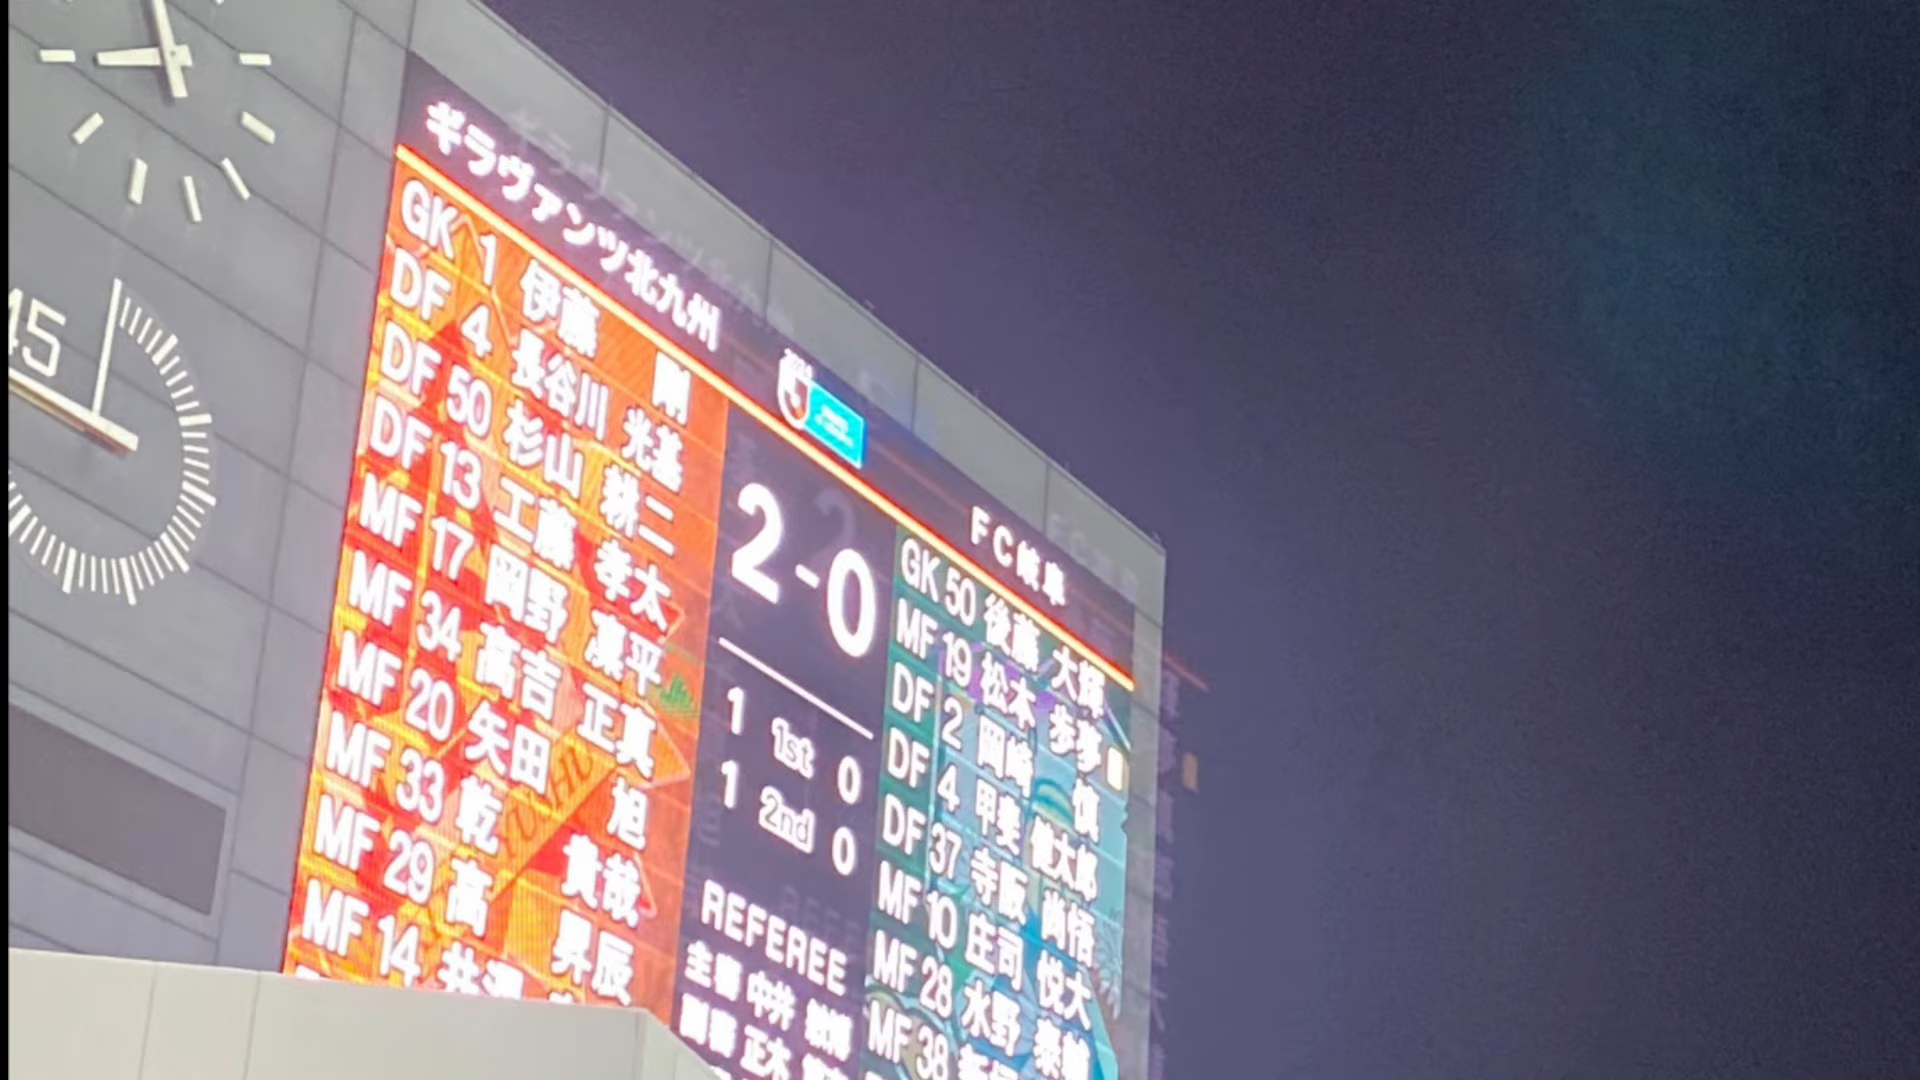 45
ギラヴァンツ北九州
GK 1 伊藤 剛
DF 4 長谷川 光基
DF 50 杉山 耕二
DF 13 工藤 孝太
MF 17 岡野 凜平
MF 34 高吉 正真
MF 20 矢田 旭
MF 33 乾 貴哉
MF 29 高 昇辰
MF 14 井澤
2-0
1 1st 0
1 2nd 0
REFEREE
主審 中井
副審 正木
FC岐阜
GK 50 後藤 大輝
MF 19 松本 歩夢
DF 2 岡崎 慎
DF 4 甲斐 健太郎
DF 37 寺阪 尚悟
MF 10 庄司 悦大
MF 28 水野 泰輔
MF 38